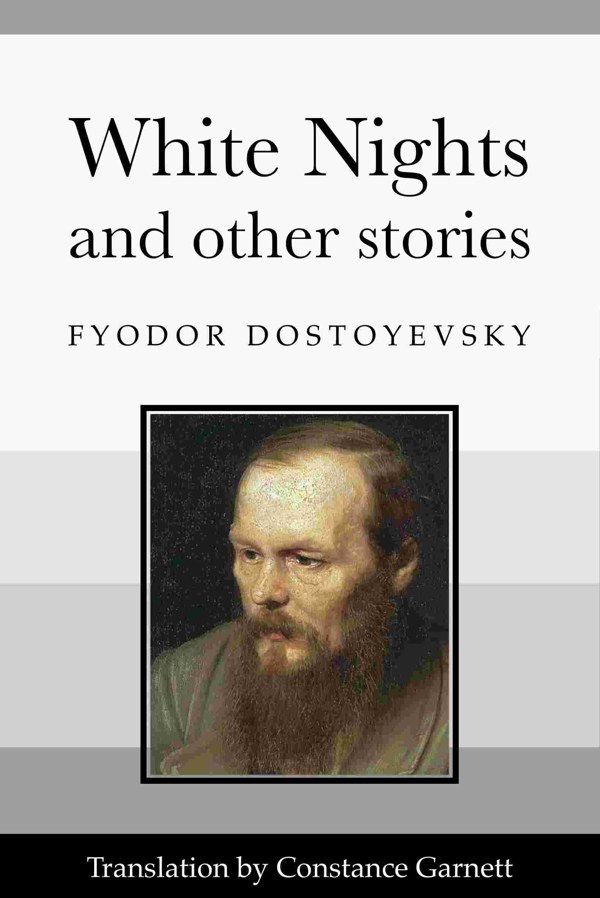 White Nights
and other stories
FYODOR DOSTOYEVSKY
Translation by Constance Garnett